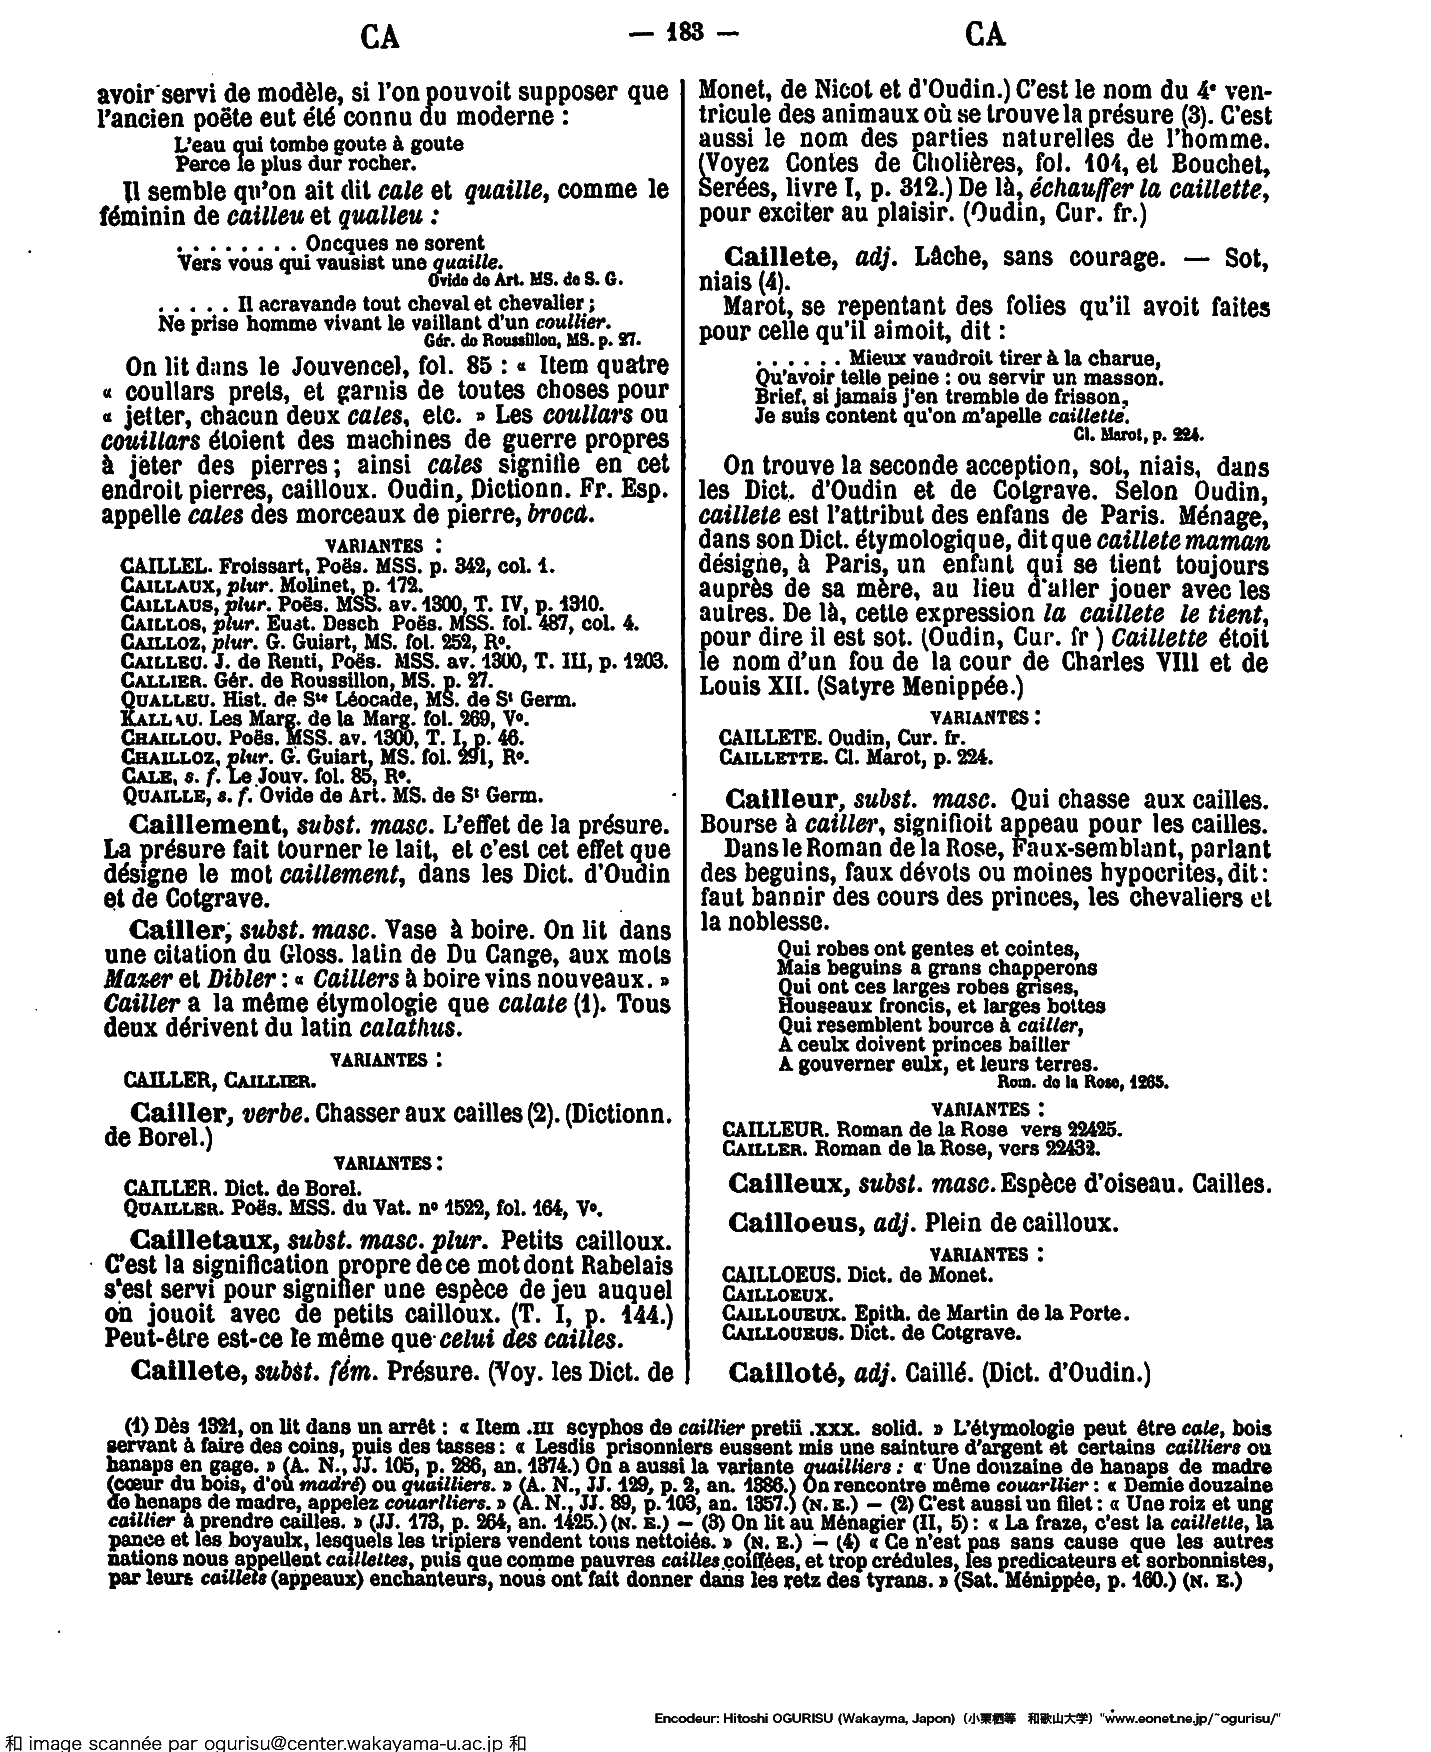 CA
— 183 —
CA
avoir servi de modèle, si l'on pouvoit supposer que
l'ancien poëte eut été connu du moderne :
L'eau qui tombe goute à goute
Perce le plus dur rocher.
Il semble qu'on ait dit cale et quaille, comme le
féminin de cailleu et qualleu :
. . . . . . . . Oncques ne sorent
Vers vous qui vausist une quaille.
Ovide de Art. MS. de S. G.
. . . . . Il acravande tout cheval et chevalier ;
Ne prise homme vivant le vaillant d'un coullier.
Gér. de Roussillon, MS. p. 27.
On lit dans le Jouvencel, fol. 85 : « Item quatre
« coullars prets, et garnis de toutes choses pour
« jetter, chacun deux cales, etc. » Les coullars ou
couillars étoient des machines de guerre propres
à jeter des pierres ; ainsi cales signifie en cet
endroit pierres, cailloux. Oudin, Dictionn. Fr. Esp.
appelle cales des morceaux de pierre, brocd.
VARIANTES :
CAILLEL. Froissart, Poës. MSS. p. 342, col. 1.
CAILLAUX, plur. Molinet, p. 172.
CAILLAUS, plur. Poës. MSS. av. 1300, T. IV, p. 1310.
CAILLOS, plur. Eust. Desch Poës. MSS. fol. 487, col. 4.
CAILLOZ, plur. G. Guiart, MS. fol. 252, Rº.
CAILLEU. J. de Renti, Poës. MSS. av. 1300, T. III, p. 1203.
CALLIER. Gér. de Roussillon, MS. p. 27.
QUALLEU. Hist. de Ste Léocade, MS. de St Germ.
KALLAU. Les Marg. de la Marg. fol. 269, Vº.
CHAILLOU. Poës. MSS. av. 1300, T. I, p. 46.
CHAILLOZ, plur. G. Guiart, MS. fol. 291, Rº.
CALE, s. f. Le Jouv. fol. 85, Rº.
QUAILLE, s. f. Ovide de Art. MS. de St Germ.
Caillement, subst. masc. L'effet de la présure.
La présure fait tourner le lait, et c'est cet effet que
désigne le mot caillement, dans les Dict. d'Oudin
et de Cotgrave.
Cailler, subst. masc. Vase à boire. On lit dans
une citation du Gloss. latin de Du Cange, aux mots
Mazer et Dibler : « Caillers à boire vins nouveaux. »
Cailler a la même étymologie que calate (1). Tous
deux dérivent du latin calathus.
VARIANTES :
CAILLER, CAILLIER.
Cailler, verbe. Chasser aux cailles (2). (Dictionn.
de Borel.)
VARIANTES :
CAILLER. Dict. de Borel.
QUAILLER. Poës. MSS. du Vat. nº 1522, fol. 164, Vº.
Cailletaux, subst. masc. plur. Petits cailloux.
C'est la signification propre de ce mot dont Rabelais
s'est servi pour signifier une espèce de jeu auquel
on jouoit avec de petits cailloux. (T. I, p. 144.)
Peut-être est-ce le même que celui des cailles.
Caillete, subst. fém. Présure. (Voy. les Dict. de
Monet, de Nicot et d'Oudin.) C'est le nom du 4e ven-
tricule des animaux où se trouve la présure (3). C'est
aussi le nom des parties naturelles de l'homme.
(Voyez Contes de Cholières, fol. 104, et Bouchet,
Serées, livre I, p. 312.) De là, échauffer la caillette,
pour exciter au plaisir. (Oudin, Cur. fr.)
Caillete, adj. Lâche, sans courage. — Sot,
niais (4).
Marot, se repentant des folies qu'il avoit faites
pour celle qu'il aimoit, dit :
. . . . . . Mieux vaudroit tirer à la charue,
Qu'avoir telle peine : ou servir un masson.
Brief, si jamais j'en tremble de frisson,
Je suis content qu'on m'apelle caillette.
Cl. Marot, p. 224.
On trouve la seconde acception, sot, niais, dans
les Dict. d'Oudin et de Cotgrave. Selon Oudin,
caillete est l'attribut des enfans de Paris. Ménage,
dans son Dict. étymologique, dit que caillete maman
désigne, à Paris, un enfant qui se tient toujours
auprès de sa mère, au lieu d'aller jouer avec les
autres. De là, cette expression la caillete le tient,
pour dire il est sot. (Oudin, Cur. fr ) Caillette étoit
le nom d'un fou de la cour de Charles VIII et de
Louis XII. (Satyre Menippée.)
VARIANTES :
CAILLETE. Oudin, Cur. fr.
CAILLETTE. Cl. Marot, p. 224.
Cailleur, subst. masc. Qui chasse aux cailles.
Bourse à cailler, signifioit appeau pour les cailles.
Dans le Roman de la Rose, Faux-semblant, parlant
des beguins, faux dévots ou moines hypocrites, dit :
faut bannir des cours des princes, les chevaliers et
la noblesse.
Qui robes ont gentes et cointes,
Mais beguins a grans chapperons
Qui ont ces larges robes grises,
Houseaux froncis, et larges bottes
Qui resemblent bource à cailler,
A ceulx doivent princes bailler
A gouverner eulx, et leurs terres.
Rom. de la Rose, 1265.
VARIANTES :
CAILLEUR. Roman de la Rose vers 22425.
CAILLER. Roman de la Rose, vers 22432.
Cailleux, subst. masc. Espèce d'oiseau. Cailles.
Cailloeus, adj. Plein de cailloux.
VARIANTES :
CAILLOEUS. Dict. de Monet.
CAILLOEUX.
CAILLOUEUX. Epith. de Martin de la Porte.
CAILLOUEUS. Dict. de Cotgrave.
Cailloté, adj. Caillé. (Dict. d'Oudin.)
(1) Dès 1321, on lit dans un arrêt : « Item .III scyphos de caillier pretii .XXX. solid. » L'étymologie peut être cale, bois
servant à faire des coins, puis des tasses : « Lesdis prisonniers eussent mis une sainture d'argent et certains cailliers ou
hanaps en gage. » (A. N., JJ. 105, p. 286, an. 1374.) On a aussi la variante quailliers : « Une douzaine de hanaps de madre
(cœur du bois, d'où madré) ou quailliers. » (A. N., JJ. 129, p. 2, an. 1386.) On rencontre même couarllier : « Demie douzaine
de henaps de madre, appelez couarlliers. » (A. N., JJ. 89, p. 103, an. 1357.) (N. E.) — (2) C'est aussi un filet : « Une roiz et ung
caillier à prendre cailles. » (JJ. 173, p. 264, an. 1425.) (N. E.) — (3) On lit au Ménagier (II, 5) : « La fraze, c'est la caillette, la
pance et les boyaulx, lesquels les tripiers vendent tous nettoiés. » (N. E.) — (4) « Ce n'est pas sans cause que les autres
nations nous appellent caillettes, puis que comme pauvres cailles coiffées, et trop crédules, les predicateurs et sorbonnistes,
par leurs caillets (appeaux) enchanteurs, nous ont fait donner dans les retz des tyrans. » (Sat. Ménippée, p. 160.) (N. E.)
Encodeur: Hitoshi OGURISU (Wakayma, Japon) (小栗栖等 和歌山大学) "www.eonet.ne.jp/~ogurisu/"
和 image scannée par ogurisu@center.wakayama-u.ac.jp 和